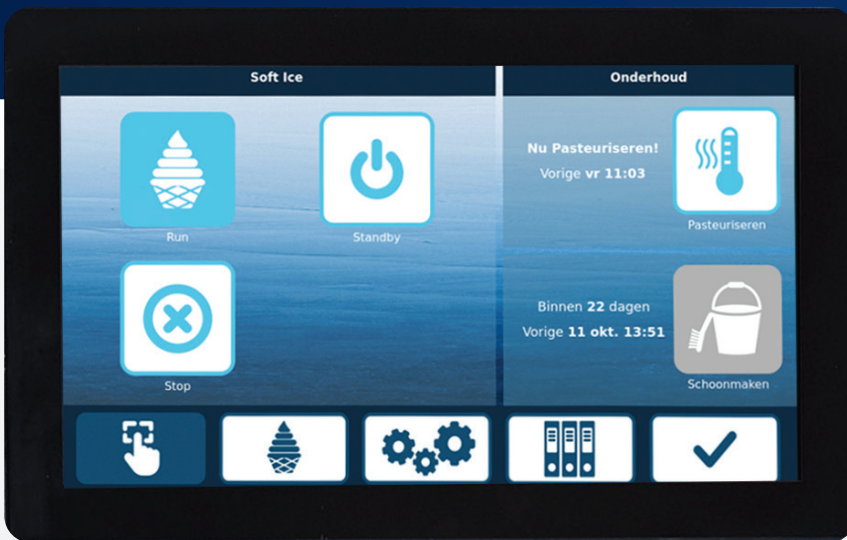 Soft Ice
Onderhoud
Run
Standby
Stop
Nu Pasteuriseren!
Vorige vr 11:03
Pasteuriseren
Binnen 22 dagen
Vorige 11 okt. 13:51
Schoonmaken